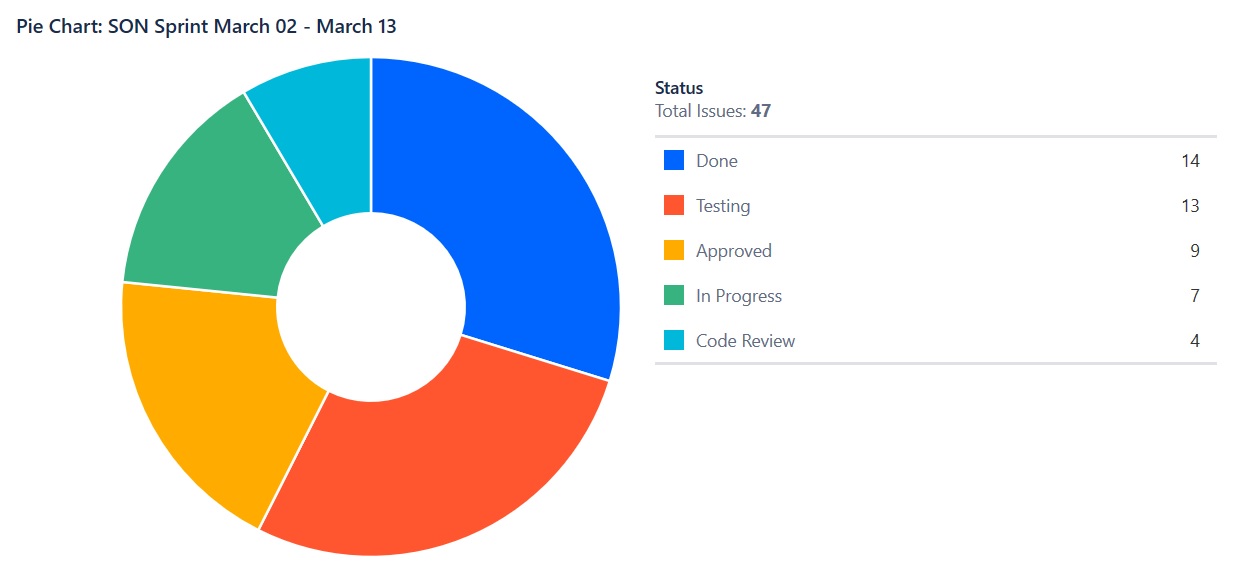 Pie Chart: SON Sprint March 02 - March 13
Status
Total Issues: 47
Done 14
Testing 13
Approved 9
In Progress 7
Code Review 4